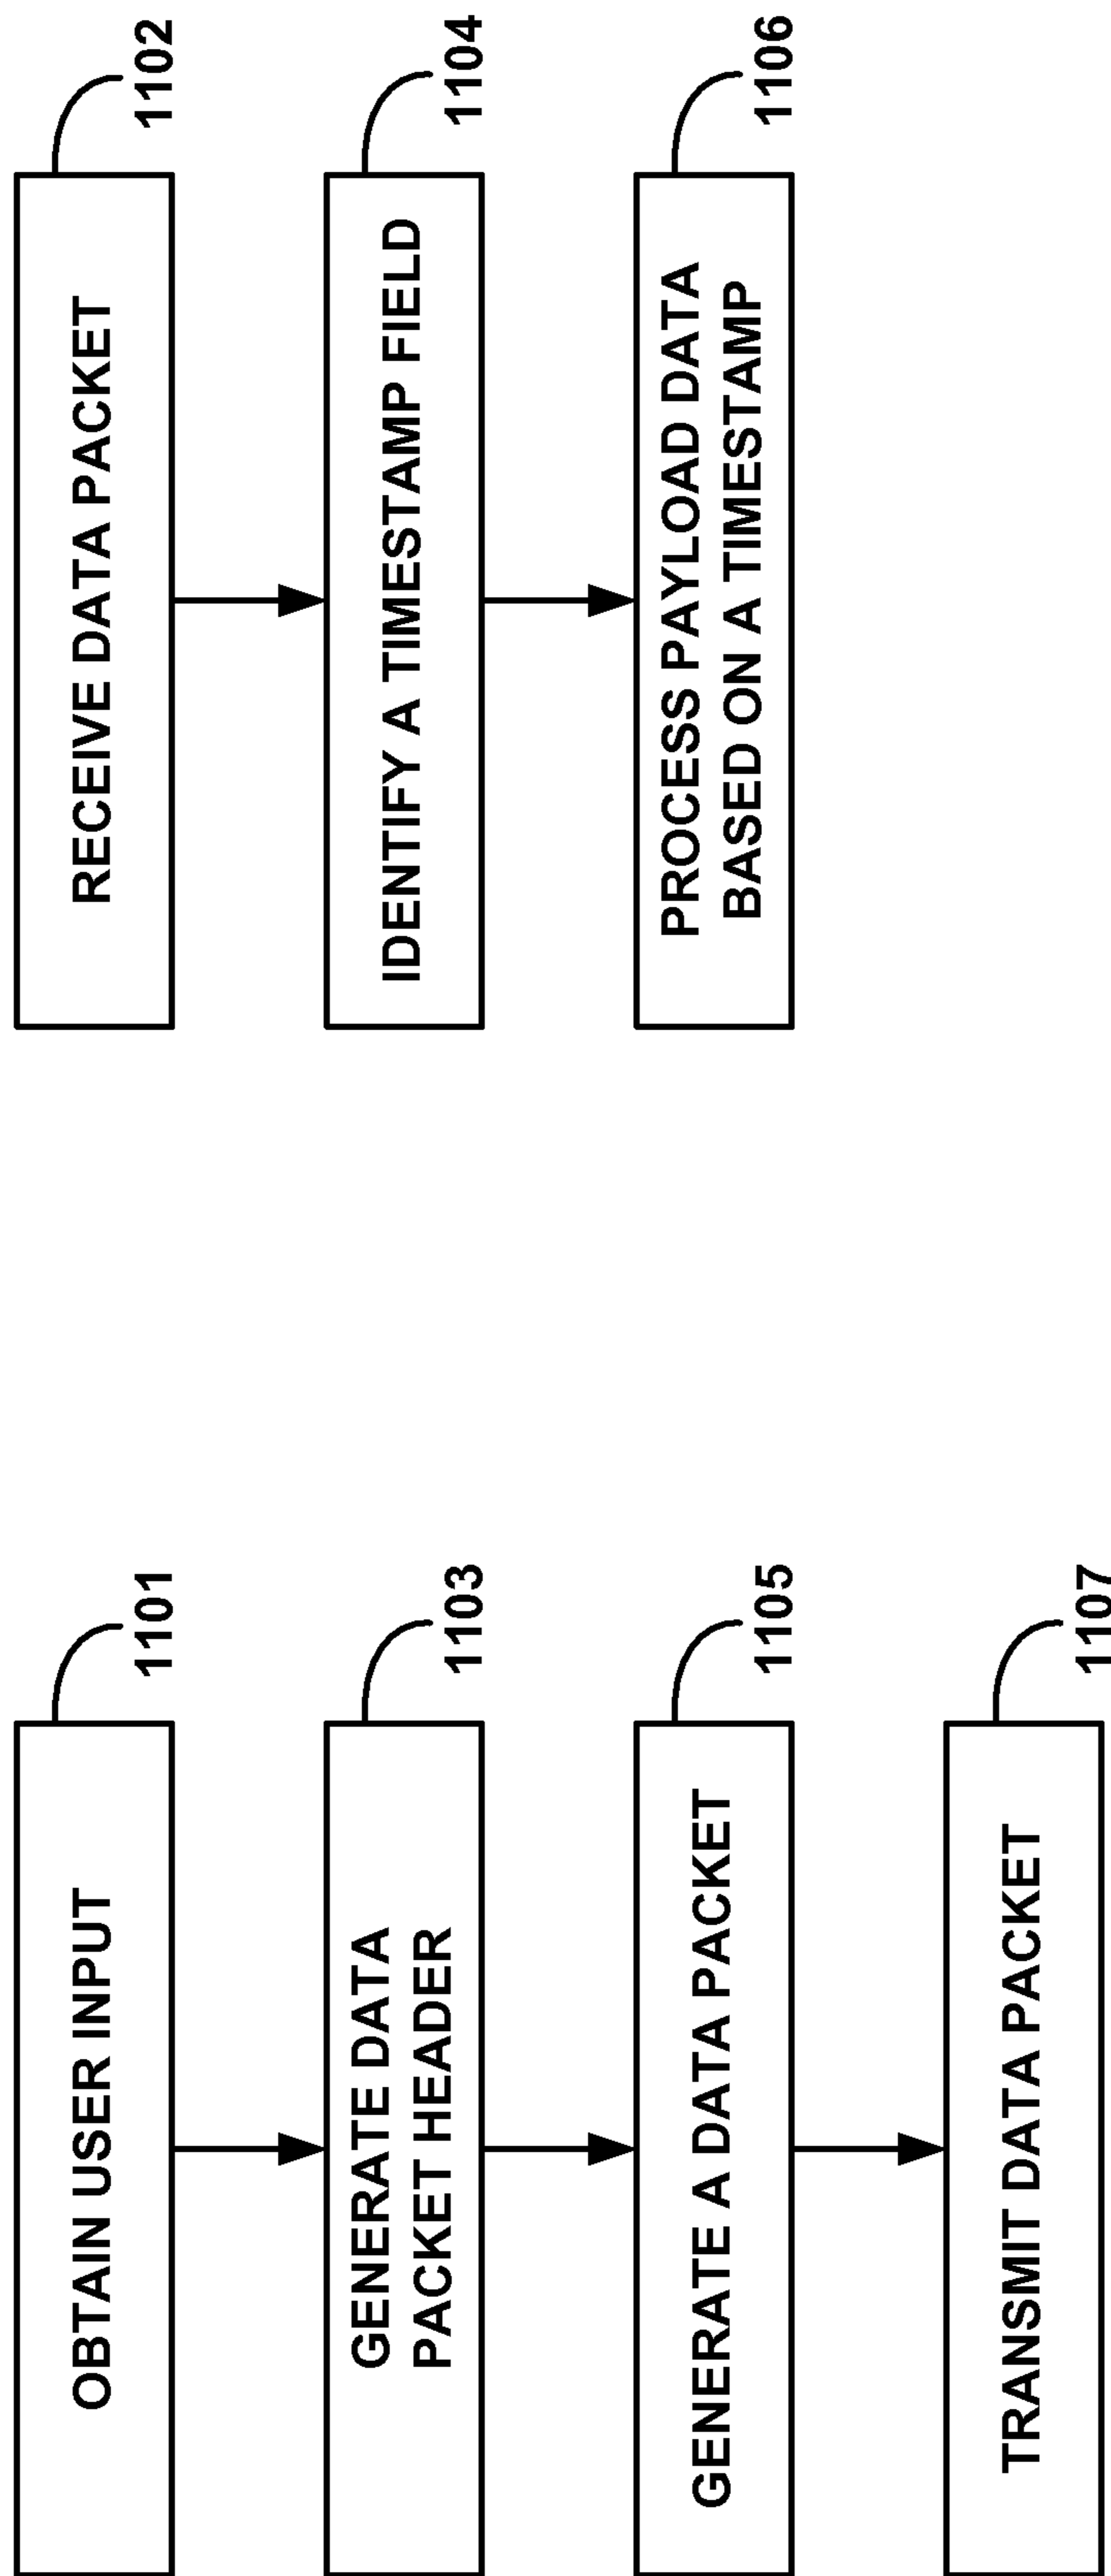 OBTAIN USER INPUT
1101
GENERATE DATA
PACKET HEADER
1103
GENERATE A DATA PACKET
1105
TRANSMIT DATA PACKET
1107
RECEIVE DATA PACKET
1102
IDENTIFY A TIMESTAMP FIELD
1104
PROCESS PAYLOAD DATA
BASED ON A TIMESTAMP
1106